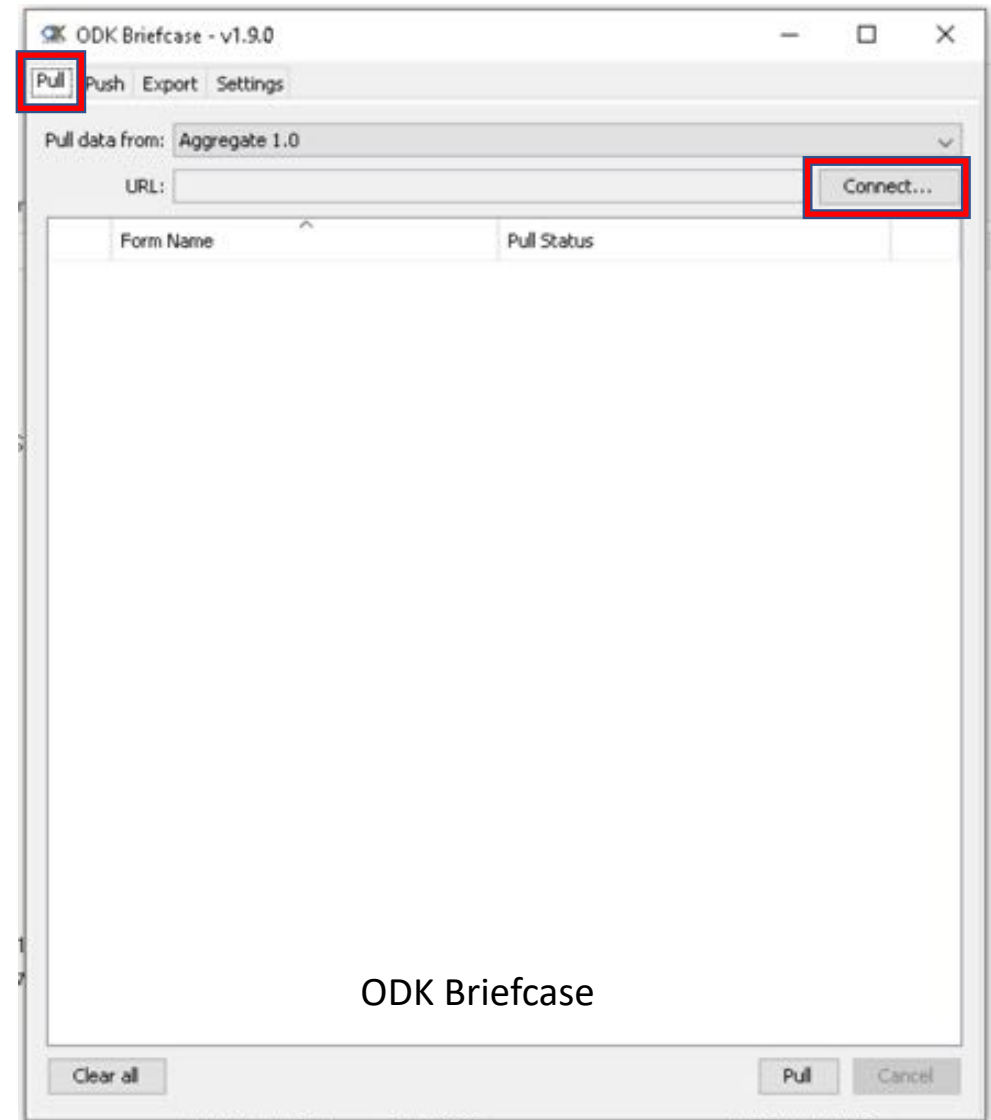 ODK Briefcase - v1.9.0
Pull Push Export Settings
Pull data from: Aggregate 1.0
URL: Connect...
Form Name Pull Status
ODK Briefcase
Clear all Pull Cancel